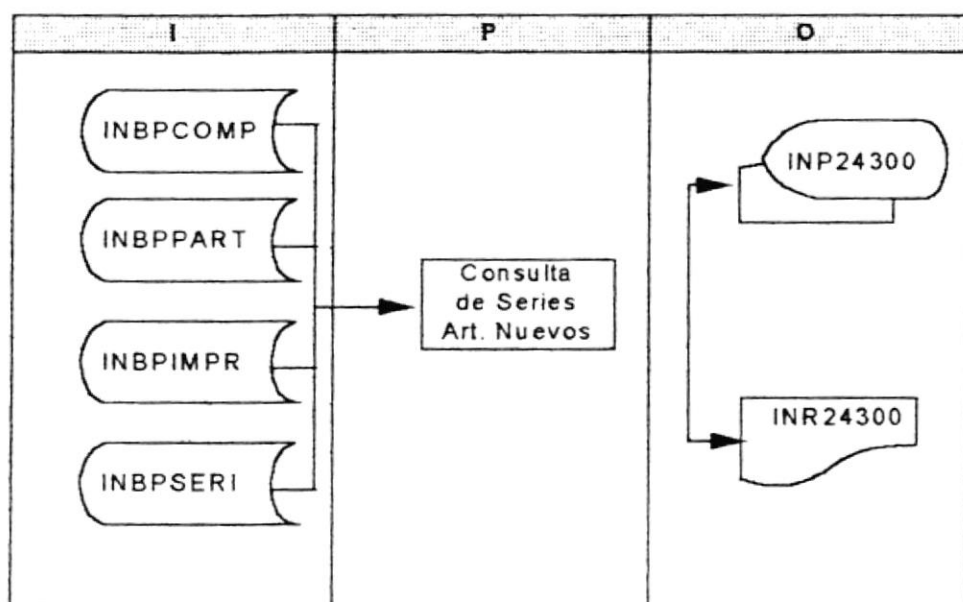 I
P
O
INBPCOMP
INBPPART
INBPIMPR
INBPSERI
Consulta
de Series
Art. Nuevos
INP24300
INR24300